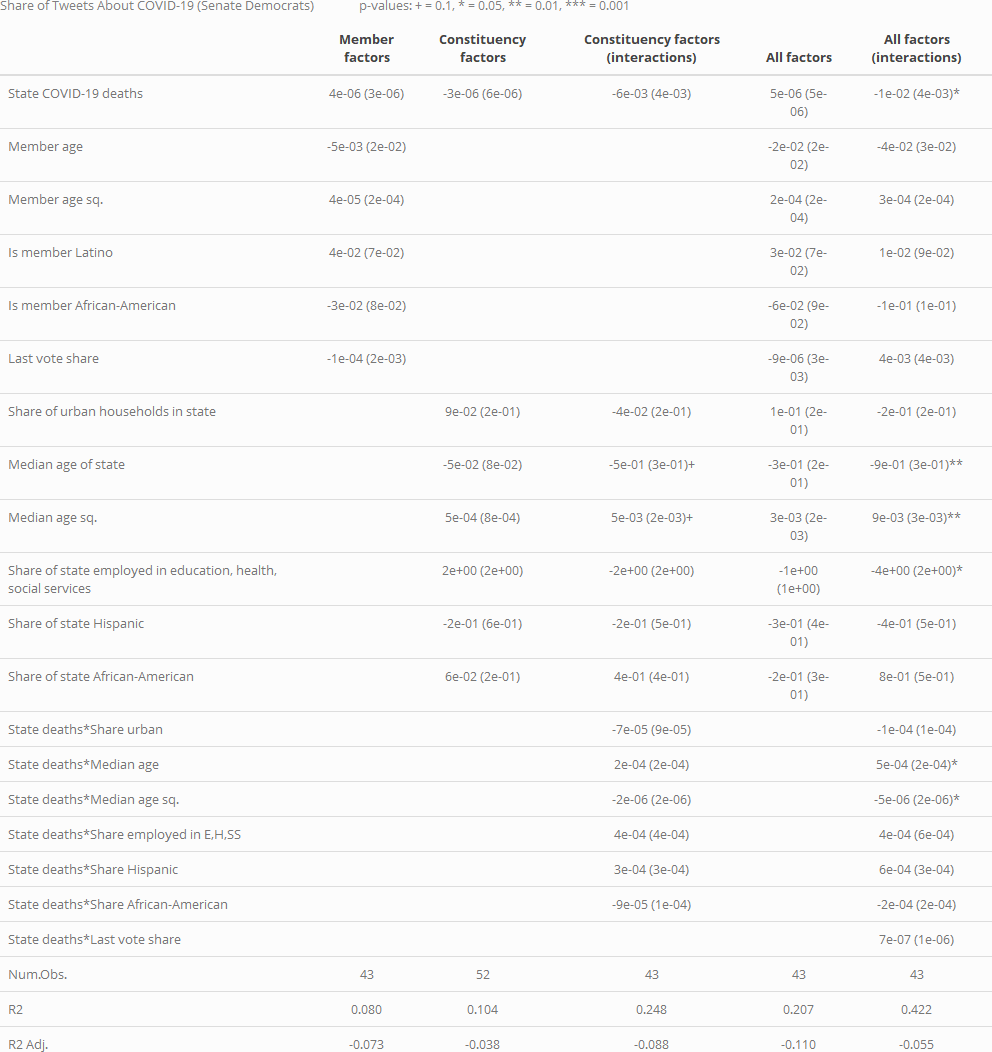 Share of Tweets About COVID-19 (Senate Democrats) p-values: + = 0.1, * = 0.05, ** = 0.01, *** = 0.001
Member factors Constituency factors Constituency factors (interactions) All factors All factors (interactions)
State COVID-19 deaths 4e-06 (3e-06) -3e-06 (6e-06) -6e-03 (4e-03) 5e-06 (5e-06) -1e-02 (4e-03)*
Member age -5e-03 (2e-02) -2e-02 (2e-02) -4e-02 (3e-02)
Member age sq. 4e-05 (2e-04) 2e-04 (2e-04) 3e-04 (2e-04)
Is member Latino 4e-02 (7e-02) 3e-02 (7e-02) 1e-02 (9e-02)
Is member African-American -3e-02 (8e-02) -6e-02 (9e-02) -1e-01 (1e-01)
Last vote share -1e-04 (2e-03) -9e-06 (3e-03) 4e-03 (4e-03)
Share of urban households in state 9e-02 (2e-01) -4e-02 (2e-01) 1e-01 (2e-01) -2e-01 (2e-01)
Median age of state -5e-02 (8e-02) -5e-01 (3e-01)+ -3e-01 (2e-01) -9e-01 (3e-01)**
Median age sq. 5e-04 (8e-04) 5e-03 (2e-03)+ 3e-03 (2e-03) 9e-03 (3e-03)**
Share of state employed in education, health, social services 2e+00 (2e+00) -2e+00 (2e+00) -1e+00 (1e+00) -4e+00 (2e+00)*
Share of state Hispanic -2e-01 (6e-01) -2e-01 (5e-01) -3e-01 (4e-01) -4e-01 (5e-01)
Share of state African-American 6e-02 (2e-01) 4e-01 (4e-01) -2e-01 (3e-01) 8e-01 (5e-01)
State deaths*Share urban -7e-05 (9e-05) -1e-04 (1e-04)
State deaths*Median age 2e-04 (2e-04) 5e-04 (2e-04)*
State deaths*Median age sq. -2e-06 (2e-06) -5e-06 (2e-06)*
State deaths*Share employed in E,H,SS 4e-04 (4e-04) 4e-04 (6e-04)
State deaths*Share Hispanic 3e-04 (3e-04) 6e-04 (3e-04)
State deaths*Share African-American -9e-05 (1e-04) -2e-04 (2e-04)
State deaths*Last vote share 7e-07 (1e-06)
Num.Obs. 43 52 43 43 43
R2 0.080 0.104 0.248 0.207 0.422
R2 Adj. -0.073 -0.038 -0.088 -0.110 -0.055